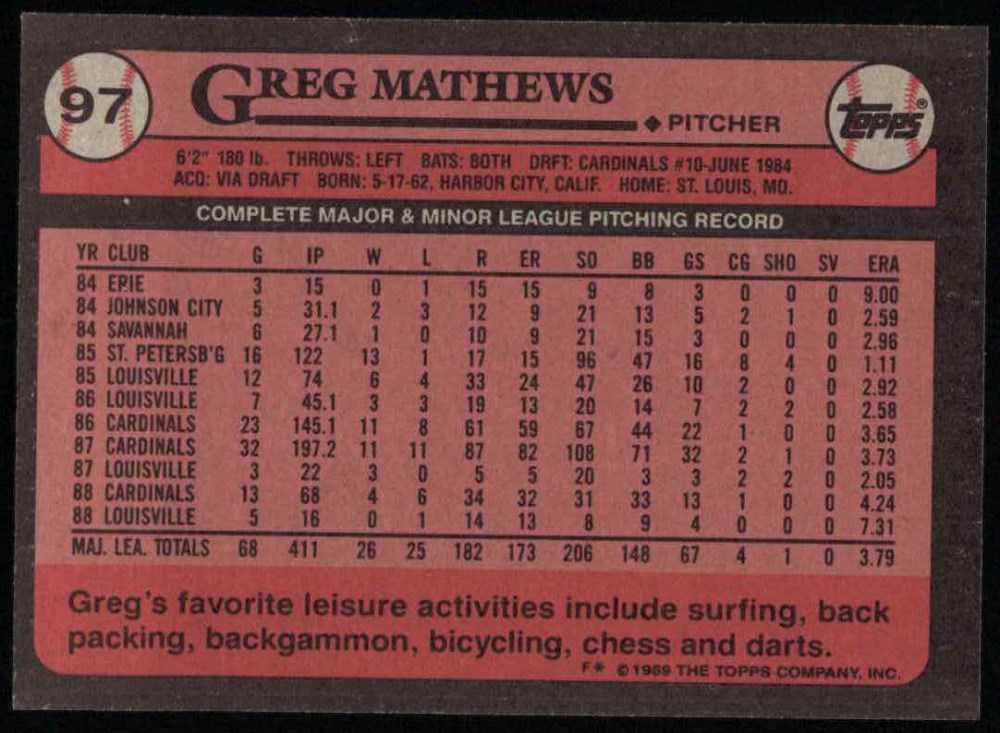 97
GREG MATHEWS
◆ PITCHER
TOPPS®
6'2" 180 lb. THROWS: LEFT BATS: BOTH DRFT: CARDINALS #10-JUNE 1984
ACQ: VIA DRAFT BORN: 5-17-62, HARBOR CITY, CALIF. HOME: ST. LOUIS, MO.
COMPLETE MAJOR & MINOR LEAGUE PITCHING RECORD
YR CLUB G IP W L R ER SO BB GS CG SHO SV ERA
84 ERIE 3 15 0 1 15 15 9 8 3 0 0 0 9.00
84 JOHNSON CITY 5 31.1 2 3 12 9 21 13 5 2 1 0 2.59
84 SAVANNAH 6 27.1 1 0 10 9 21 15 3 0 0 0 2.96
85 ST. PETERSB'G 16 122 13 1 17 15 96 47 16 8 4 0 1.11
85 LOUISVILLE 12 74 6 4 33 24 47 26 10 2 0 0 2.92
86 LOUISVILLE 7 45.1 3 3 19 13 20 14 7 2 2 0 2.58
86 CARDINALS 23 145.1 11 8 61 59 67 44 22 1 0 0 3.65
87 CARDINALS 32 197.2 11 11 87 82 108 71 32 2 1 0 3.73
87 LOUISVILLE 3 22 3 0 5 5 20 3 3 2 2 0 2.05
88 CARDINALS 13 68 4 6 34 32 31 33 13 1 0 0 4.24
88 LOUISVILLE 5 16 0 1 14 13 8 9 4 0 0 0 7.31
MAJ. LEA. TOTALS 68 411 26 25 182 173 206 148 67 4 1 0 3.79
Greg's favorite leisure activities include surfing, back
packing, backgammon, bicycling, chess and darts.
F* © 1989 THE TOPPS COMPANY, INC.